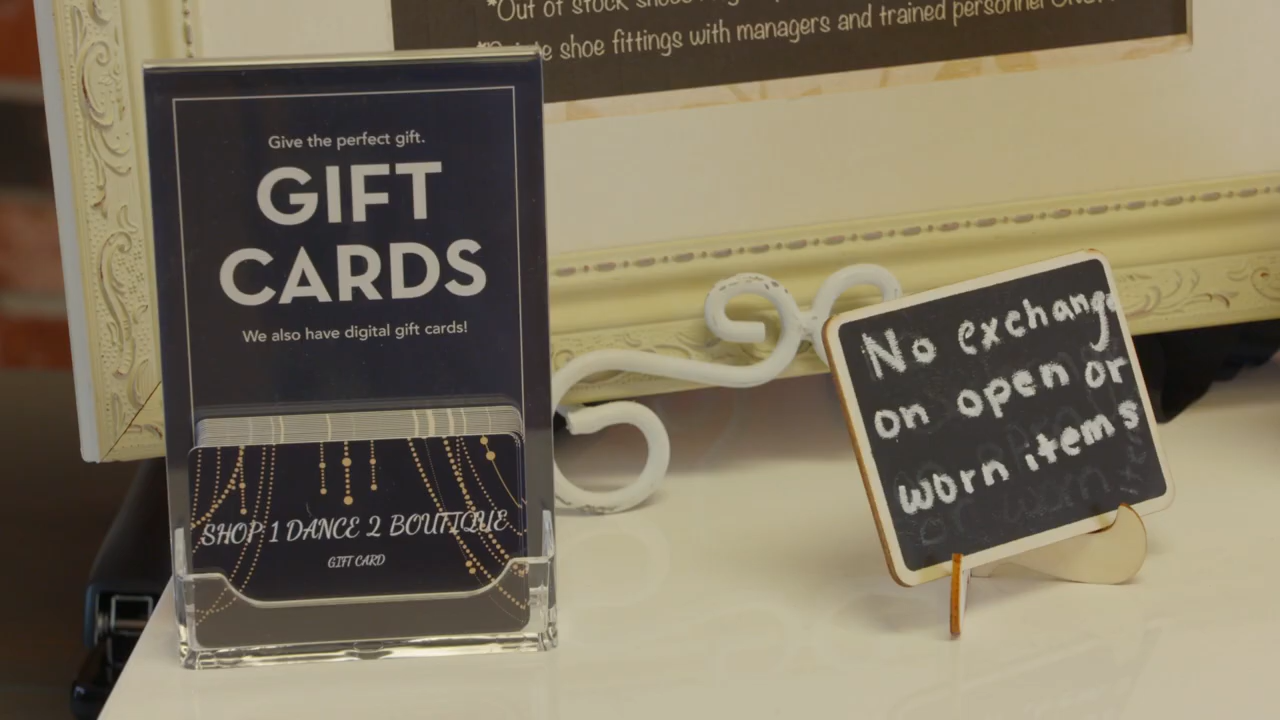 *Out of stock shoes
shoe fittings with managers and trained personnel
Give the perfect gift.
GIFT
CARDS
We also have digital gift cards!
SHOP 1 DANCE 2 BOUTIQUE
GIFT CARD
No exchange
on open or
worn items